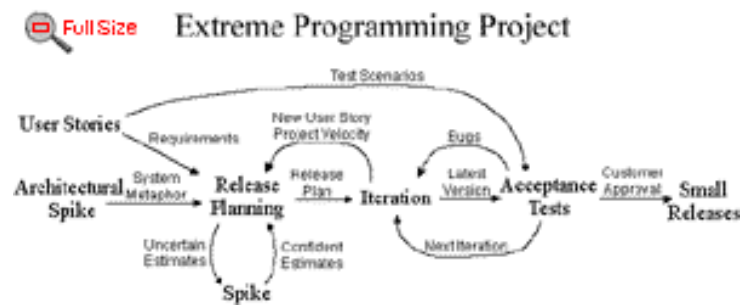 Full Size
Extreme Programming Project
Test Scenarios
User Stories
Requirements
New User Story
Project Velocity
Bugs
Architectural
Spike
System
Metaphor
Release
Planning
Release
Plan
Iteration
Latest
Version
Acceptance
Tests
Customer
Approval
Small
Releases
Uncertain
Estimates
Confident
Estimates
Next Iteration
Spike